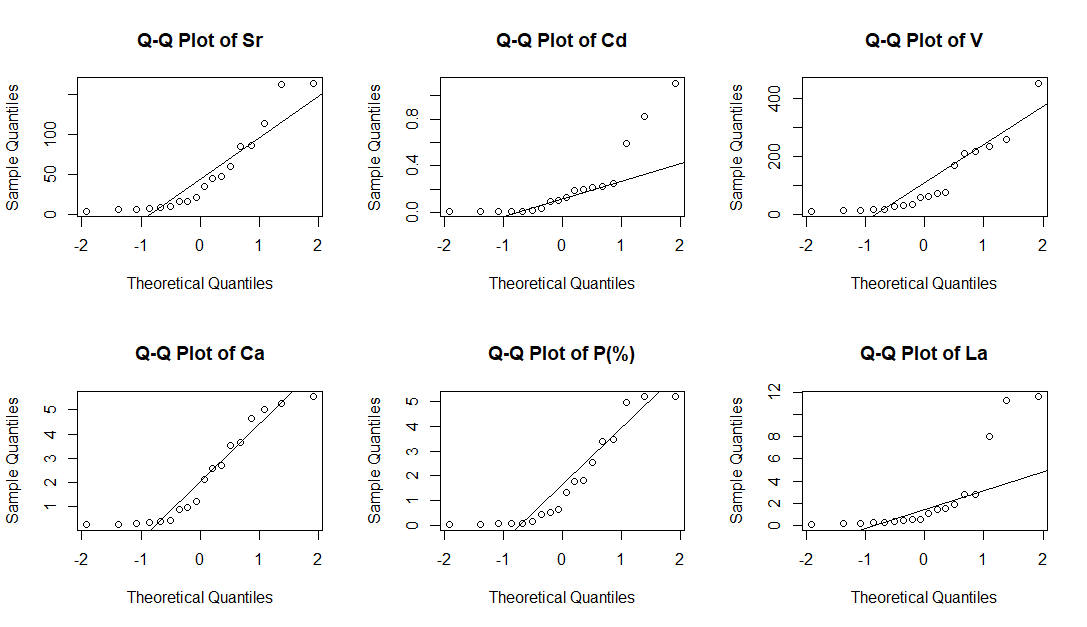 Q-Q Plot of Sr
Sample Quantiles
0 50 100
-2 -1 0 1 2
Theoretical Quantiles
Q-Q Plot of Cd
Sample Quantiles
0.0 0.4 0.8
-2 -1 0 1 2
Theoretical Quantiles
Q-Q Plot of V
Sample Quantiles
0 200 400
-2 -1 0 1 2
Theoretical Quantiles
Q-Q Plot of Ca
Sample Quantiles
1 2 3 4 5
-2 -1 0 1 2
Theoretical Quantiles
Q-Q Plot of P(%)
Sample Quantiles
0 1 2 3 4 5
-2 -1 0 1 2
Theoretical Quantiles
Q-Q Plot of La
Sample Quantiles
0 2 4 6 8 12
-2 -1 0 1 2
Theoretical Quantiles